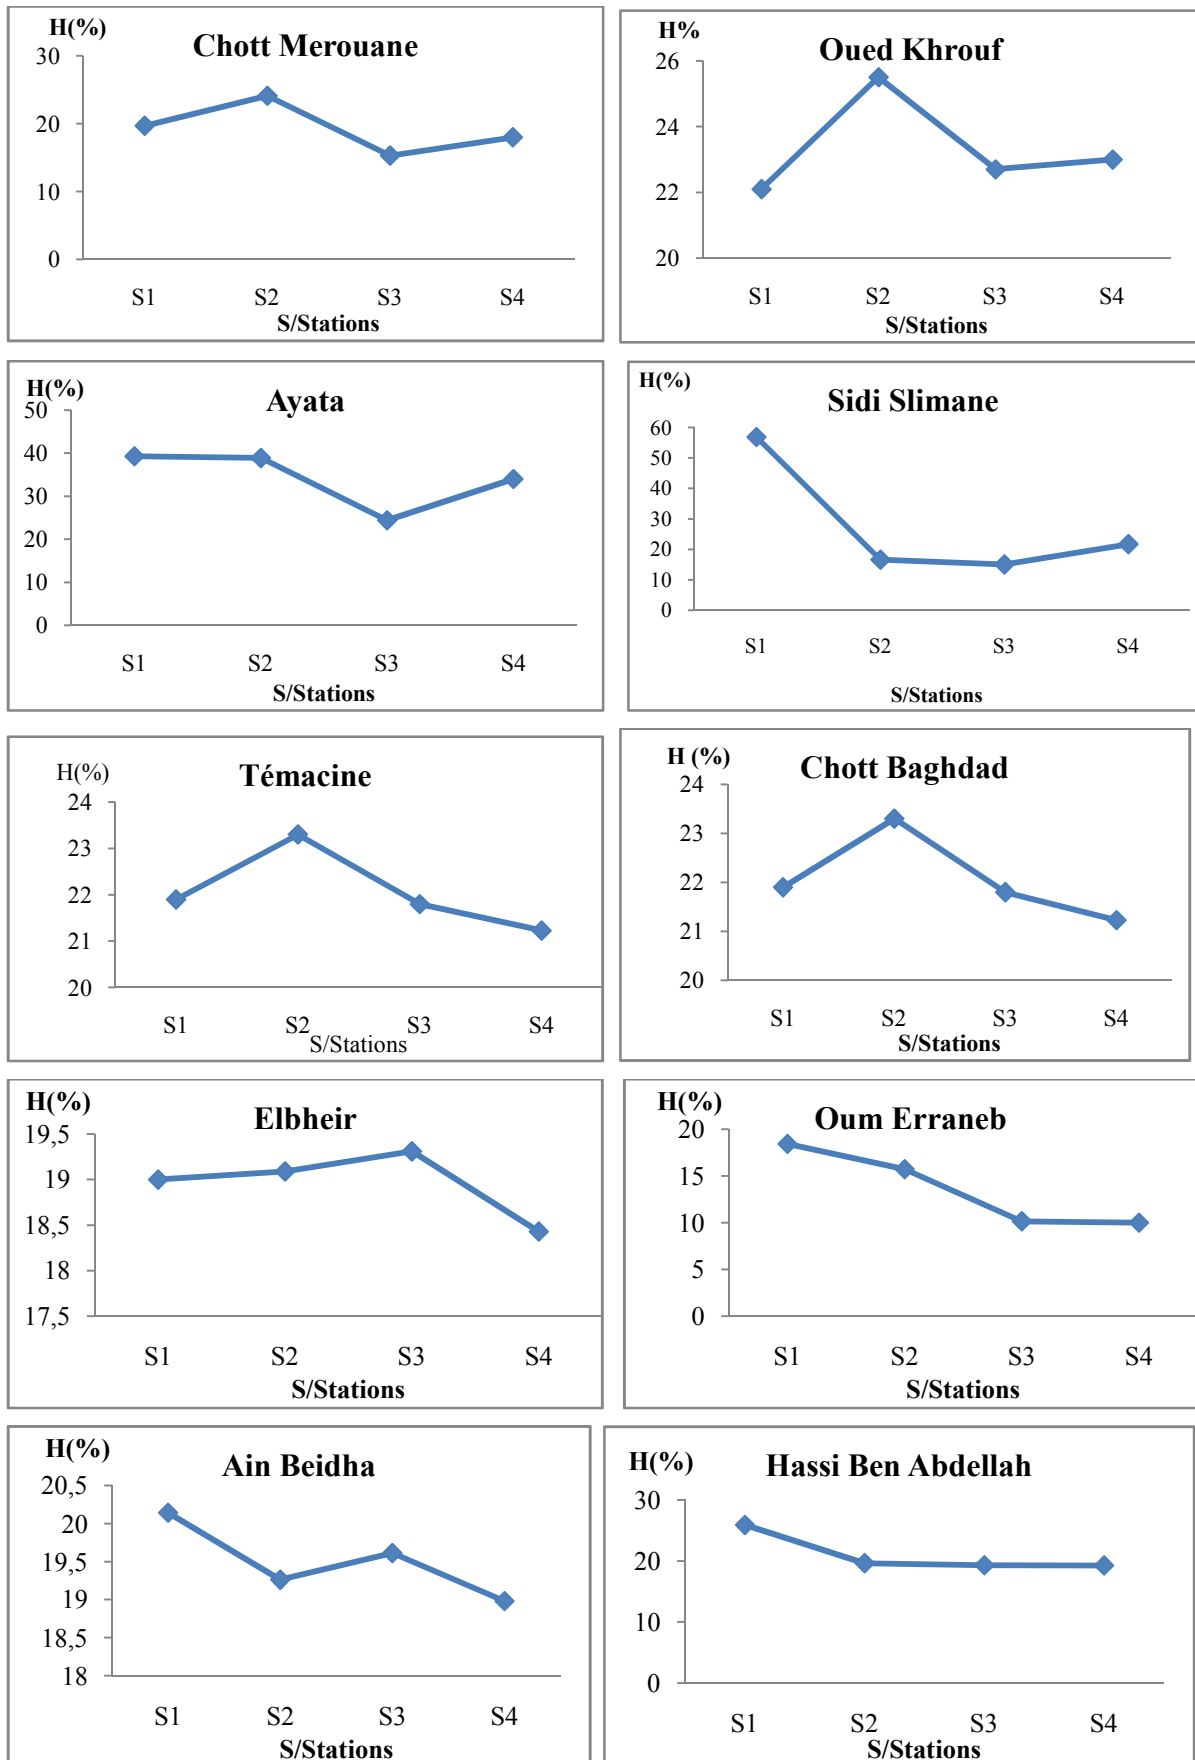 H(%)
Chott Merouane
30
20
10
0
S1 S2 S3 S4
S/Stations
H%
Oued Khrouf
26
24
22
20
S1 S2 S3 S4
S/Stations
H(%)
Ayata
50
40
30
20
10
0
S1 S2 S3 S4
S/Stations
H(%)
Sidi Slimane
60
50
40
30
20
10
0
S1 S2 S3 S4
S/Stations
H(%)
Témacine
24
23
22
21
20
S1 S2 S3 S4
S/Stations
H (%)
Chott Baghdad
24
23
22
21
20
S1 S2 S3 S4
S/Stations
H(%)
Elbheir
19,5
19
18,5
18
17,5
S1 S2 S3 S4
S/Stations
H(%)
Oum Erraneb
20
15
10
5
0
S1 S2 S3 S4
S/Stations
H(%)
Ain Beidha
20,5
20
19,5
19
18,5
18
S1 S2 S3 S4
S/Stations
H(%)
Hassi Ben Abdellah
30
20
10
0
S1 S2 S3 S4
S/Stations